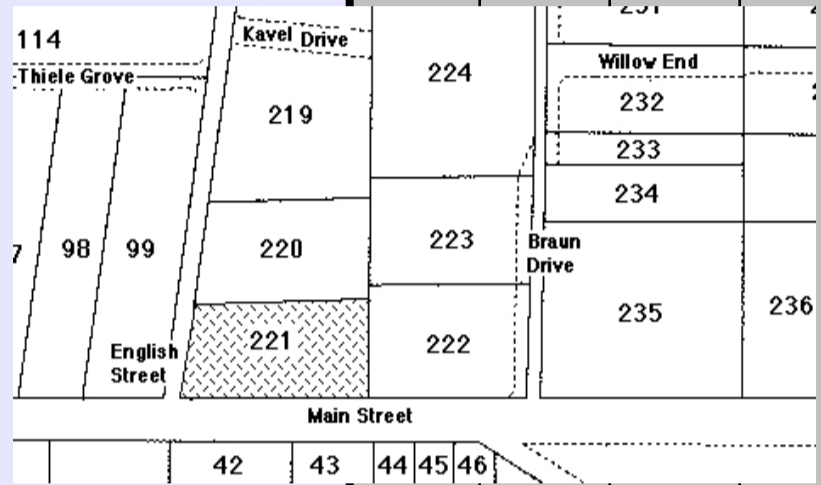 114
Kavel Drive
Thiele Grove
224
Willow End
219
232
233
234
98
99
220
223
Braun
Drive
221
222
235
236
English
Street
Main Street
42
43
44
45
46